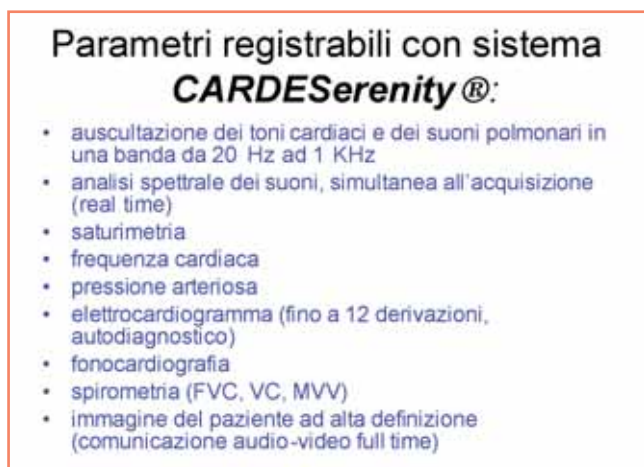 Parametri registrabili con sistema
CARDESerenity®:
• auscultazione dei toni cardiaci e dei suoni polmonari in
una banda da 20 Hz ad 1 KHz
• analisi spettrale dei suoni, simultanea all'acquisizione
(real time)
• saturimetria
• frequenza cardiaca
• pressione arteriosa
• elettrocardiogramma (fino a 12 derivazioni,
autodiagnostico)
• fonocardiografia
• spirometria (FVC, VC, MVV)
• immagine del paziente ad alta definizione
(comunicazione audio-video full time)